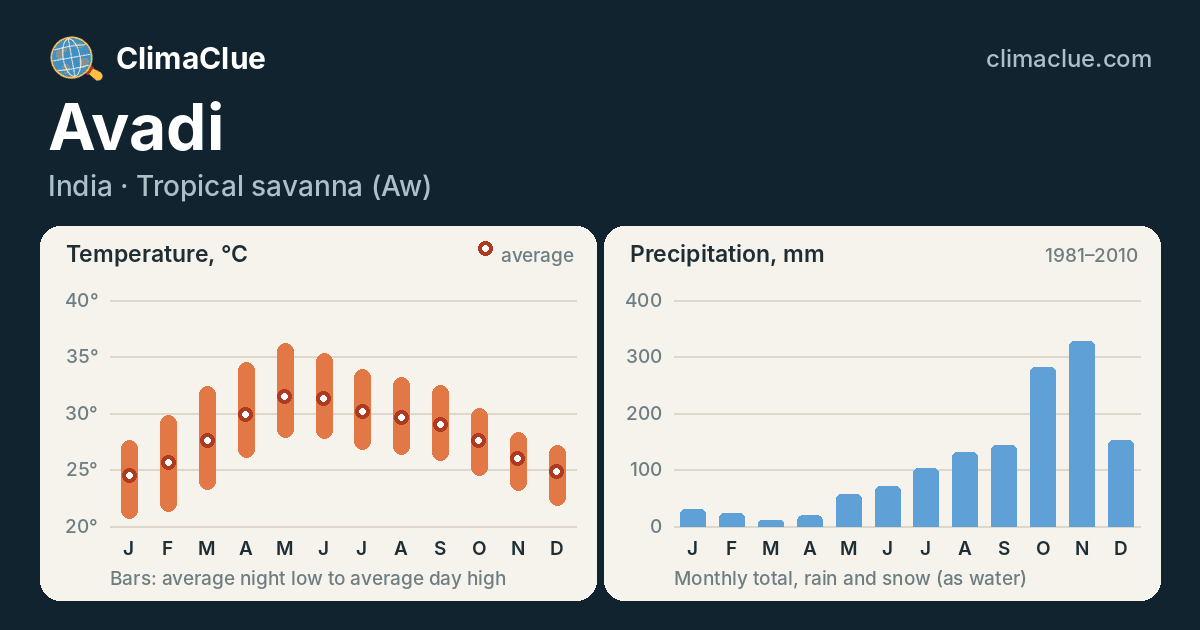 ClimaClue
climaclue.com
Avadi
India · Tropical savanna (Aw)
Temperature, °C
average
40°
35°
30°
25°
20°
J F M A M J J A S O N D
Bars: average night low to average day high
Precipitation, mm
1981–2010
400
300
200
100
0
J F M A M J J A S O N D
Monthly total, rain and snow (as water)